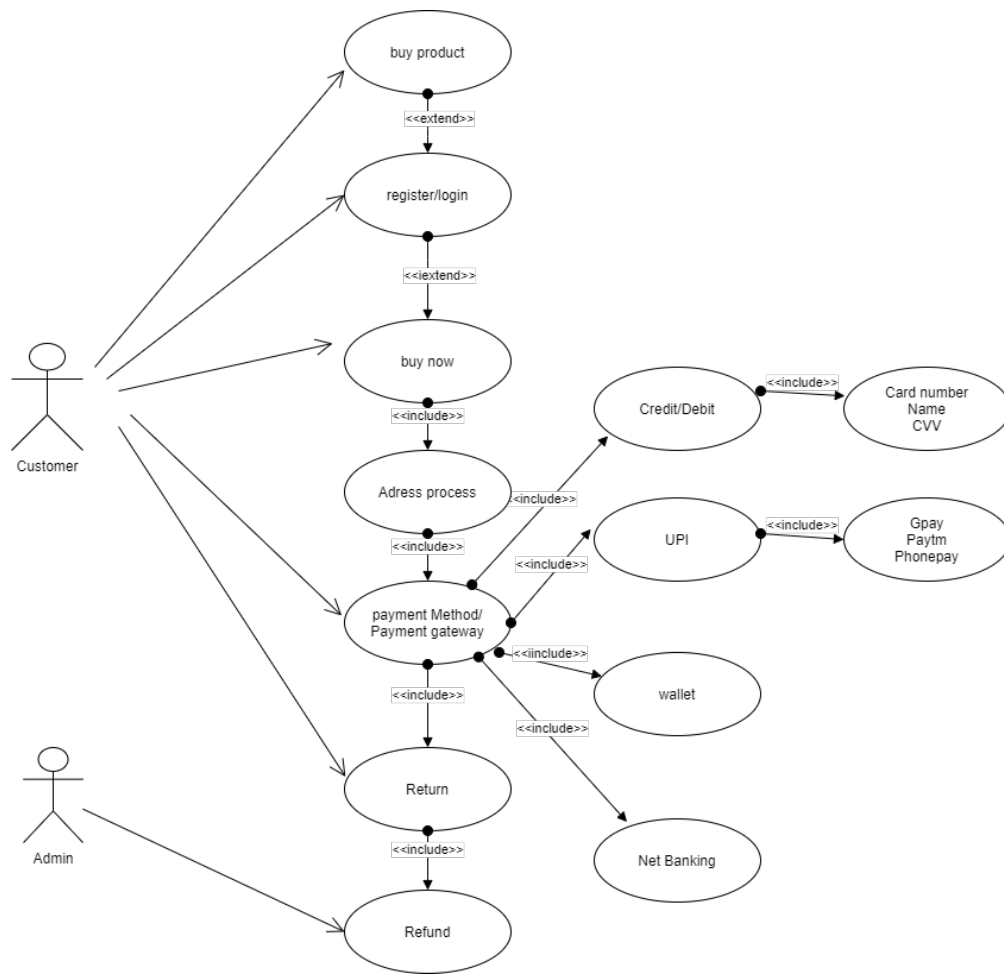 buy product
<<extend>>
register/login
<<iextend>>
buy now
<<include>>
Customer
Adress process
<<include>>
payment Method/
Payment gateway
<<include>>
Credit/Debit
<<include>>
Card number
Name
CVV
<<include>>
UPI
<<include>>
Gpay
Paytm
Phonepay
<<iinclude>>
wallet
<<include>>
Net Banking
<<include>>
Return
<<include>>
Refund
Admin